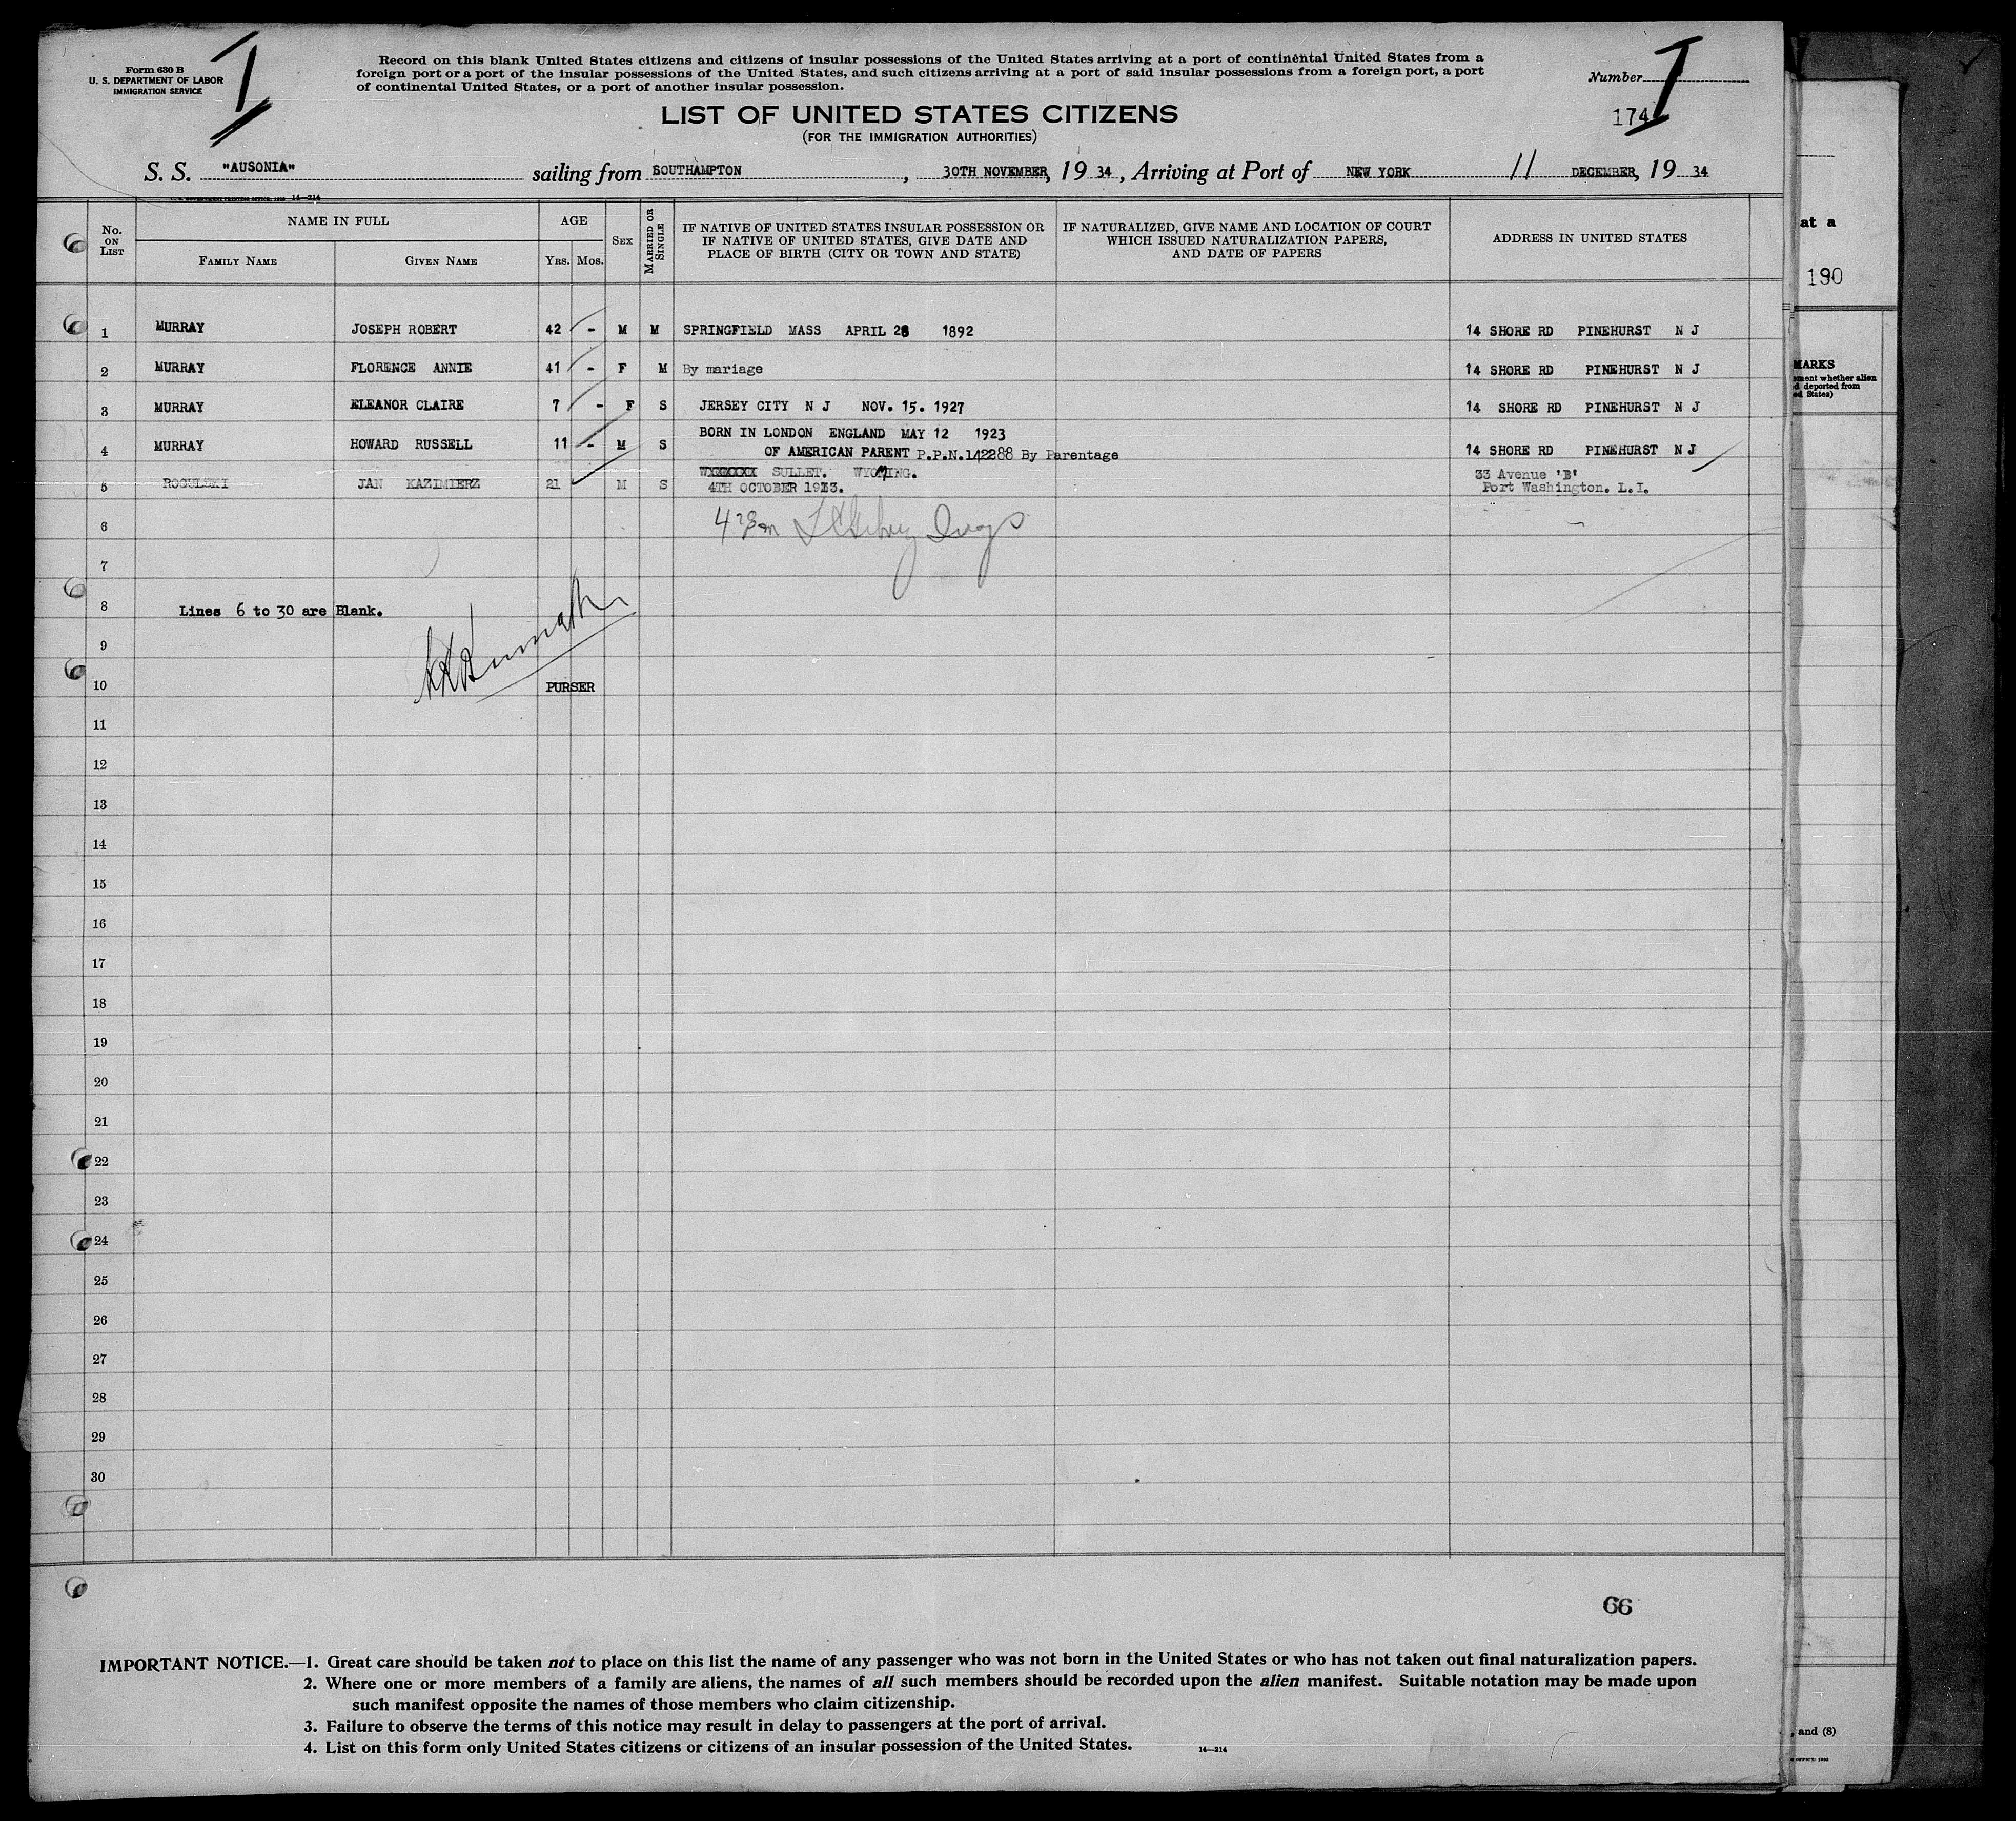 Form 630 B
U. S. DEPARTMENT OF LABOR
IMMIGRATION SERVICE
I
Record on this blank United States citizens and citizens of insular possessions of the United States arriving at a port of continental United States from a
foreign port or a port of the insular possessions of the United States, and such citizens arriving at a port of said insular possessions from a foreign port, a port
of continental United States, or a port of another insular possession.
Number I
174
LIST OF UNITED STATES CITIZENS
(FOR THE IMMIGRATION AUTHORITIES)
S. S. "AUSONIA" sailing from SOUTHAMPTON, 30TH NOVEMBER, 19 34, Arriving at Port of NEW YORK 11 DECEMBER, 19 34
14—214
No. ON LIST
NAME IN FULL
FAMILY NAME
GIVEN NAME
AGE
YRS. MOS.
SEX
MARRIED OR SINGLE
IF NATIVE OF UNITED STATES INSULAR POSSESSION OR
IF NATIVE OF UNITED STATES, GIVE DATE AND
PLACE OF BIRTH (CITY OR TOWN AND STATE)
IF NATURALIZED, GIVE NAME AND LOCATION OF COURT
WHICH ISSUED NATURALIZATION PAPERS,
AND DATE OF PAPERS
ADDRESS IN UNITED STATES
1 MURRAY JOSEPH ROBERT 42 - M M SPRINGFIELD MASS APRIL 28 1892 14 SHORE RD PINEHURST N J
2 MURRAY FLORENCE ANNIE 41 - F M By mariage 14 SHORE RD PINEHURST N J
3 MURRAY ELEANOR CLAIRE 7 - F S JERSEY CITY N J NOV. 15. 1927 14 SHORE RD PINEHURST N J
BORN IN LONDON ENGLAND MAY 12 1923
4 MURRAY HOWARD RUSSELL 11 - M S OF AMERICAN PARENT P.P.N.142288 By Parentage 14 SHORE RD PINEHURST N J
SULLET. WYOMING. 33 Avenue 'B'
5 ROGULSKI JAN KAZIMIERZ 21 M S 4TH OCTOBER 1913. Port Washington. L.I.
6
7
8 Lines 6 to 30 are Blank.
9
10 PURSER
11
12
13
14
15
16
17
18
19
20
21
22
23
24
25
26
27
28
29
30
66
IMPORTANT NOTICE.—1. Great care should be taken not to place on this list the name of any passenger who was not born in the United States or who has not taken out final naturalization papers.
2. Where one or more members of a family are aliens, the names of all such members should be recorded upon the alien manifest. Suitable notation may be made upon
such manifest opposite the names of those members who claim citizenship.
3. Failure to observe the terms of this notice may result in delay to passengers at the port of arrival.
4. List on this form only United States citizens or citizens of an insular possession of the United States.
14—214
at a
190
MARKS
ment whether alien
d deported from
ed States)
, and (8)